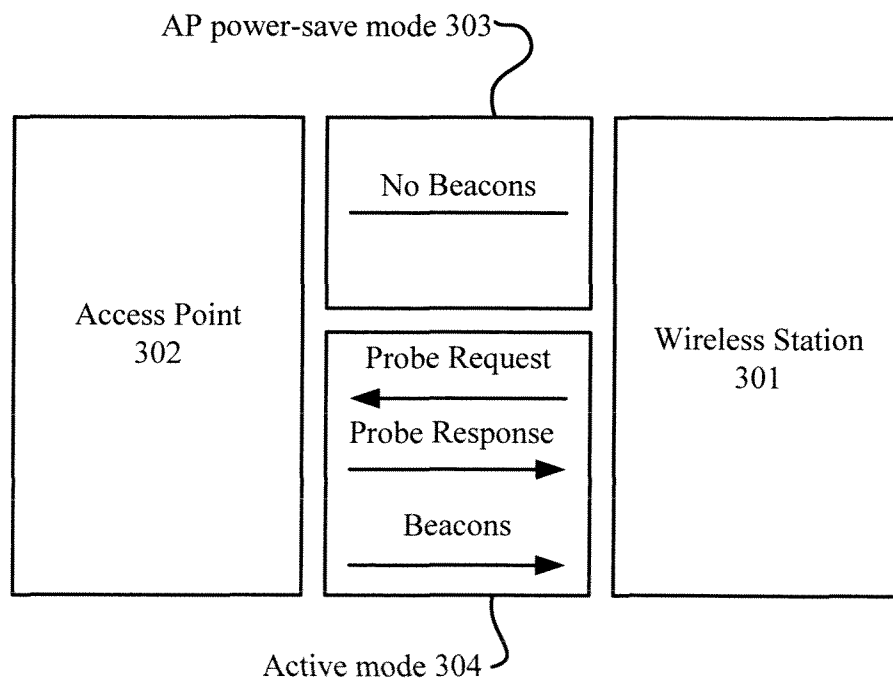 AP power-save mode 303
No Beacons
Access Point
302
Probe Request
Probe Response
Beacons
Wireless Station
301
Active mode 304